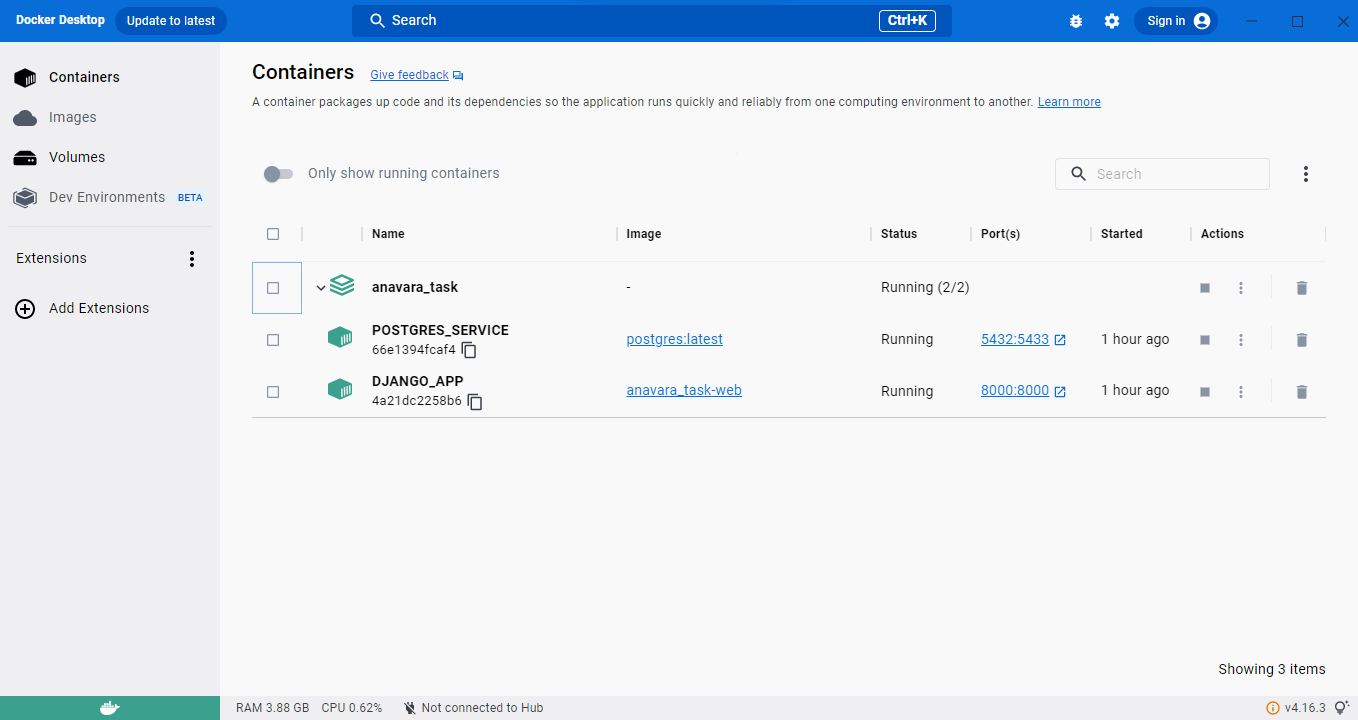 Docker Desktop Update to latest Search Ctrl+K Sign in
Containers
Images
Volumes
Dev Environments BETA
Extensions
Add Extensions
Containers Give feedback
A container packages up code and its dependencies so the application runs quickly and reliably from one computing environment to another. Learn more
Only show running containers Search
Name Image Status Port(s) Started Actions
anavara_task - Running (2/2)
POSTGRES_SERVICE
66e1394fcaf4 postgres:latest Running 5432:5433 1 hour ago
DJANGO_APP
4a21dc2258b6 anavara_task-web Running 8000:8000 1 hour ago
Showing 3 items
RAM 3.88 GB CPU 0.62% Not connected to Hub v4.16.3